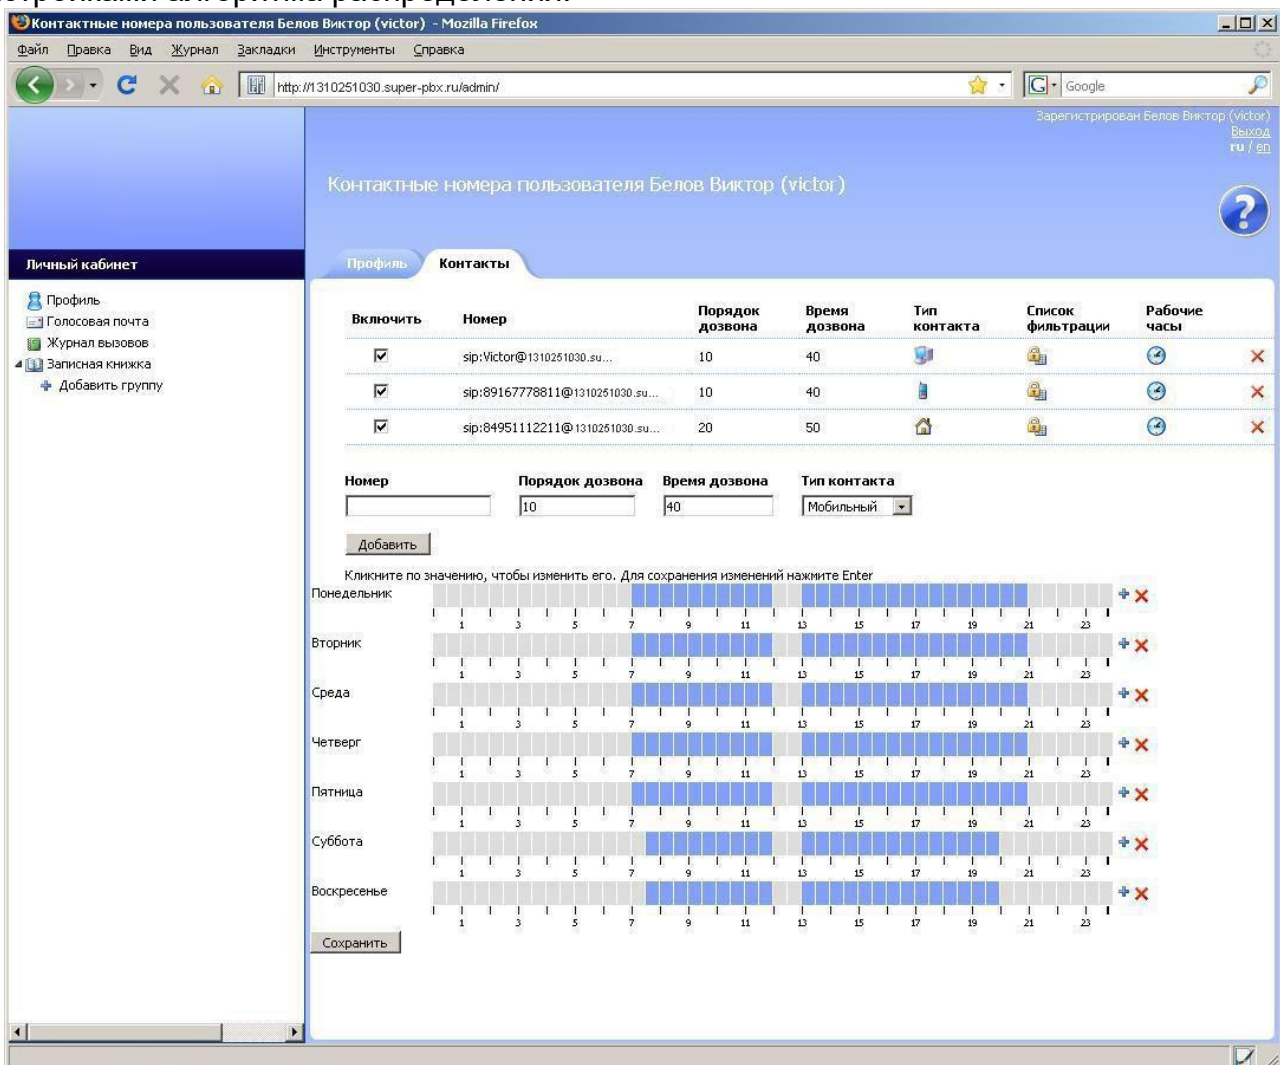 Контактные номера пользователя Белов Виктор (victor) - Mozilla Firefox
Файл Правка Вид Журнал Закладки Инструменты Справка
http://1310251030.super-pbx.ru/admin/ Google
Зарегистрирован Белов Виктор (victor)
Выход
ru / en
Контактные номера пользователя Белов Виктор (victor)
Личный кабинет
Профиль Контакты
Профиль
Голосовая почта
Журнал вызовов
Записная книжка
Добавить группу
Включить Номер Порядок дозвона Время дозвона Тип контакта Список фильтрации Рабочие часы
sip:Victor@1310251030.su... 10 40
sip:89167778811@1310251030.su... 10 40
sip:84951112211@1310251030.su... 20 50
Номер Порядок дозвона Время дозвона Тип контакта
10 40 Мобильный
Добавить
Кликните по значению, чтобы изменить его. Для сохранения изменений нажмите Enter
Понедельник
1 3 5 7 9 11 13 15 17 19 21 23
Вторник
1 3 5 7 9 11 13 15 17 19 21 23
Среда
1 3 5 7 9 11 13 15 17 19 21 23
Четверг
1 3 5 7 9 11 13 15 17 19 21 23
Пятница
1 3 5 7 9 11 13 15 17 19 21 23
Суббота
1 3 5 7 9 11 13 15 17 19 21 23
Воскресенье
1 3 5 7 9 11 13 15 17 19 21 23
Сохранить